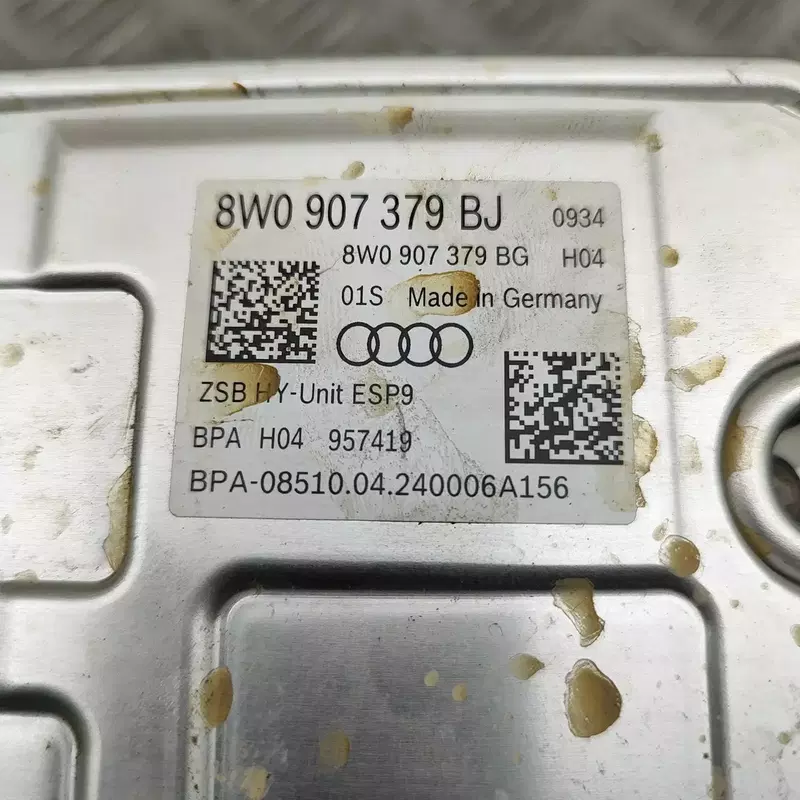 8W0 907 379 BJ 0934
8W0 907 379 BG H04
01S Made in Germany
ZSB HY-Unit ESP9
BPA H04 957419
BPA-08510.04.240006A156